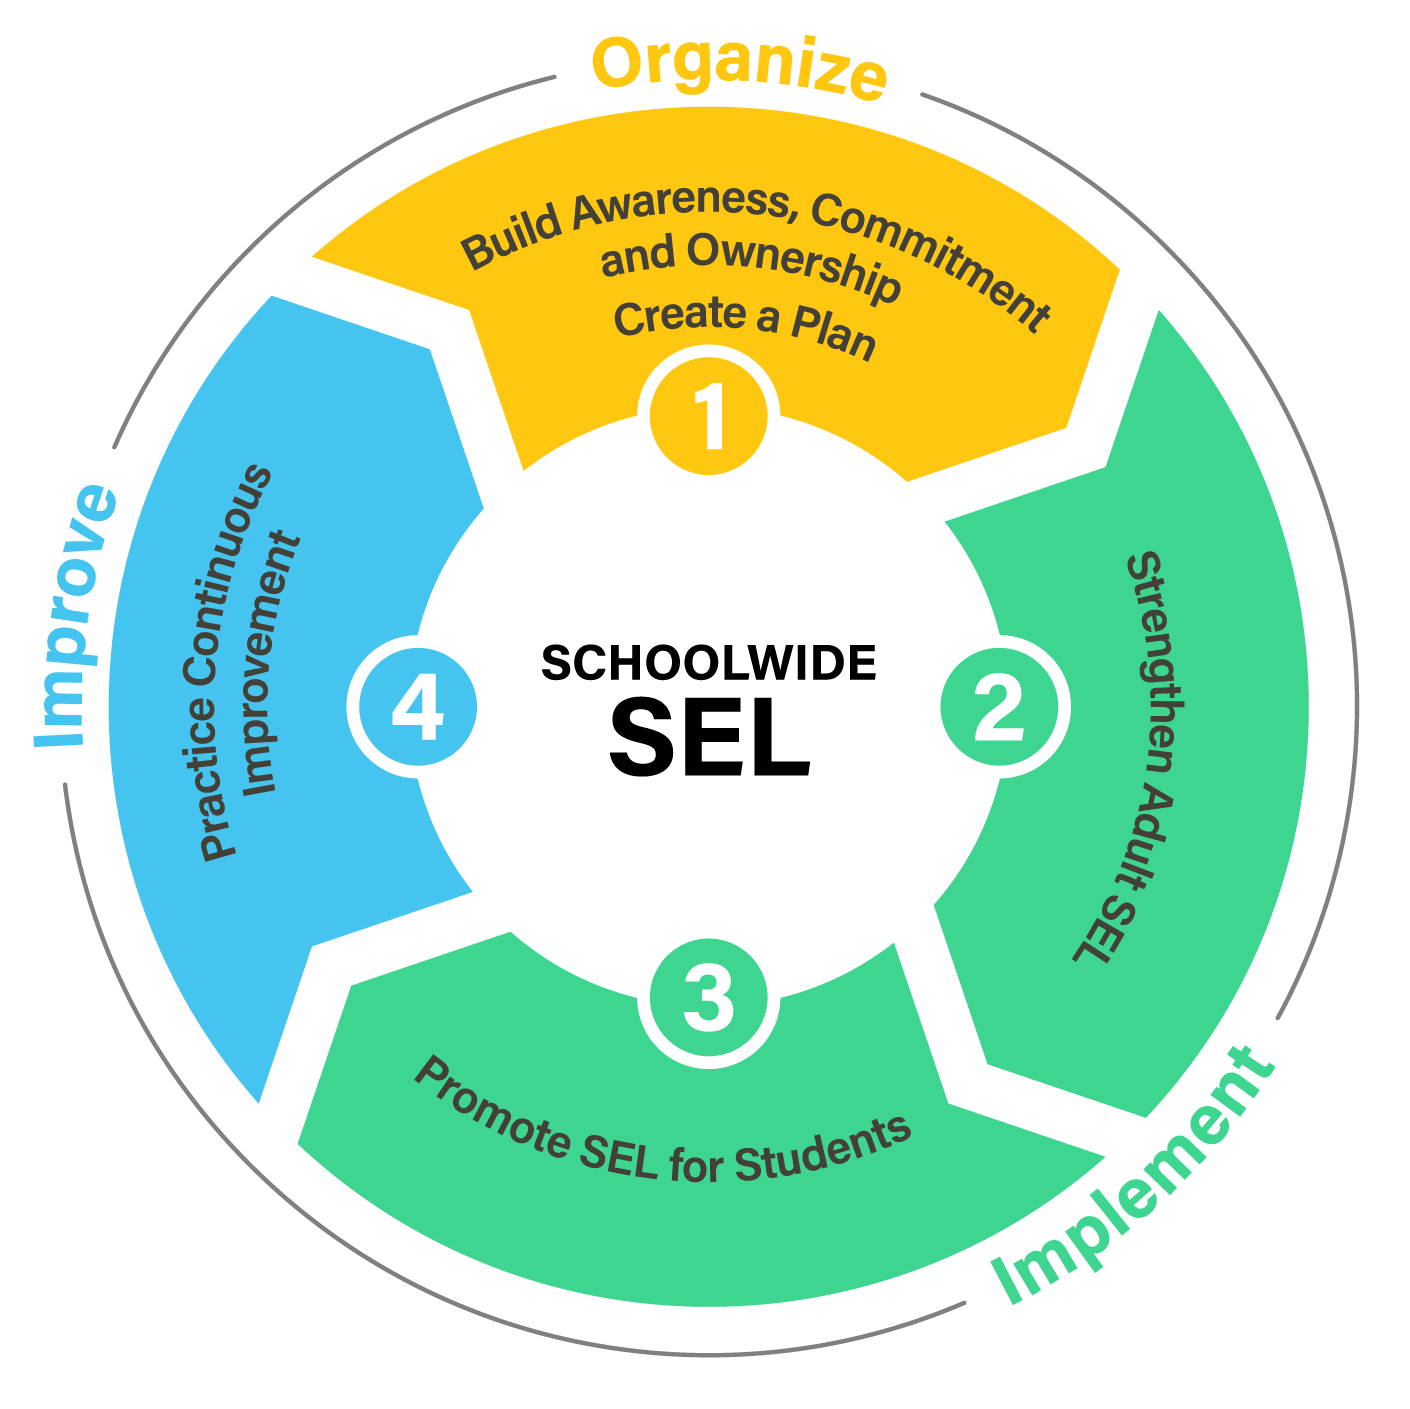 Organize
Build Awareness, Commitment
and Ownership
Create a Plan
1
Strengthen Adult SEL
2
Implement
3
Promote SEL for Students
Improve
Practice Continuous
Improvement
4
SCHOOLWIDE
SEL